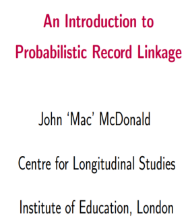 An Introduction to
Probabilistic Record Linkage
John ‘Mac’ McDonald
Centre for Longitudinal Studies
Institute of Education, London